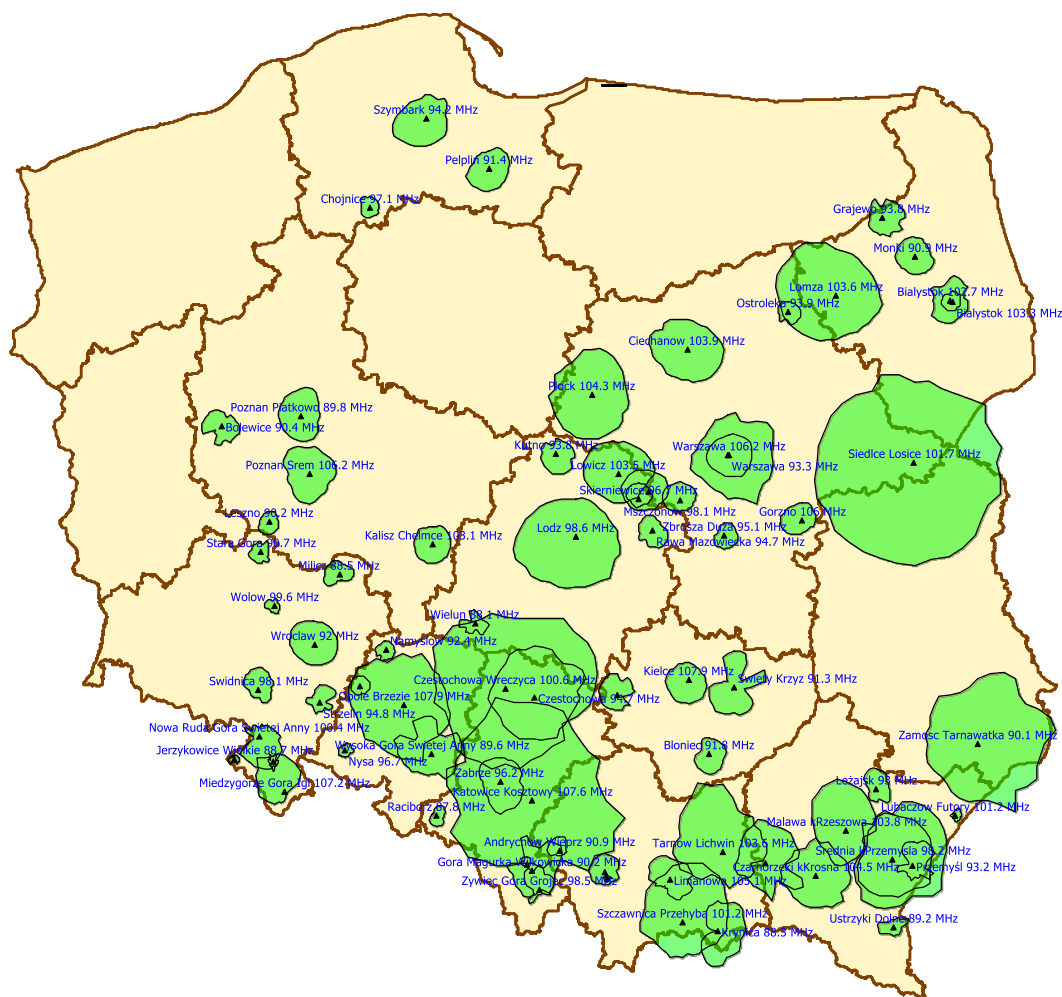 Szymbark 94.2 MHz
Pelplin 91.4 MHz
Chojnice 97.1 MHz
Grajewo 93.8 MHz
Monki 90.9 MHz
Lomza 103.6 MHz
Bialystok 102.7 MHz
Ostroleka 93.9 MHz
Bialystok 103.3 MHz
Ciechanow 103.9 MHz
Plock 104.3 MHz
Poznan Piatkowo 89.8 MHz
Bolewice 90.4 MHz
Kutno 93.8 MHz
Warszawa 106.2 MHz
Siedlce Losice 101.7 MHz
Poznan Srem 106.2 MHz
Lowicz 103.5 MHz
Warszawa 93.3 MHz
Skierniewice 96.7 MHz
Leszno 98.2 MHz
Mszczonow 98.1 MHz
Gorzno 106 MHz
Lodz 98.6 MHz
Zbrosza Duża 95.1 MHz
Kalisz Chelmce 103.1 MHz
Rawa Mazowiecka 94.7 MHz
Stara Gora 99.7 MHz
Milicz 88.5 MHz
Wolow 99.6 MHz
Wielun 88.1 MHz
Wroclaw 92 MHz
Namyslow 92.4 MHz
Kielce 107.9 MHz
Swidnica 98.1 MHz
Czestochowa Wreczyca 100.6 MHz
Swiety Krzyz 91.3 MHz
Opole Brzezie 107.9 MHz
Czestochowa 94.7 MHz
Strzelin 94.8 MHz
Nowa Ruda Gora Swietej Anny 100.4 MHz
Zamosc Tarnawatka 90.1 MHz
Wysoka Gora Swietej Anny 89.6 MHz
Jerzykowice Wielkie 88.7 MHz
Bloniec 91.8 MHz
Nysa 96.7 MHz
Zabrze 96.2 MHz
Miedzygorze Gora Igl 107.2 MHz
Leżajsk 93 MHz
Katowice Kosztowy 107.6 MHz
Raciborz 87.8 MHz
Lubaczow Futory 101.2 MHz
Malawa kRzeszowa 103.8 MHz
Andrychow Wieprz 90.9 MHz
Tarnow Lichwin 103.6 MHz
Średnia kPrzemysla 98.2 MHz
Gora Magurka Wilkowicka 90.2 MHz
Czarnorzeki kKrosna 104.5 MHz
Przemyśl 93.2 MHz
Zywiec Góra Grojec 98.5 MHz
Limanowa 105.1 MHz
Szczawnica Przehyba 101.2 MHz
Ustrzyki Dolne 89.2 MHz
Krynica 88.3 MHz